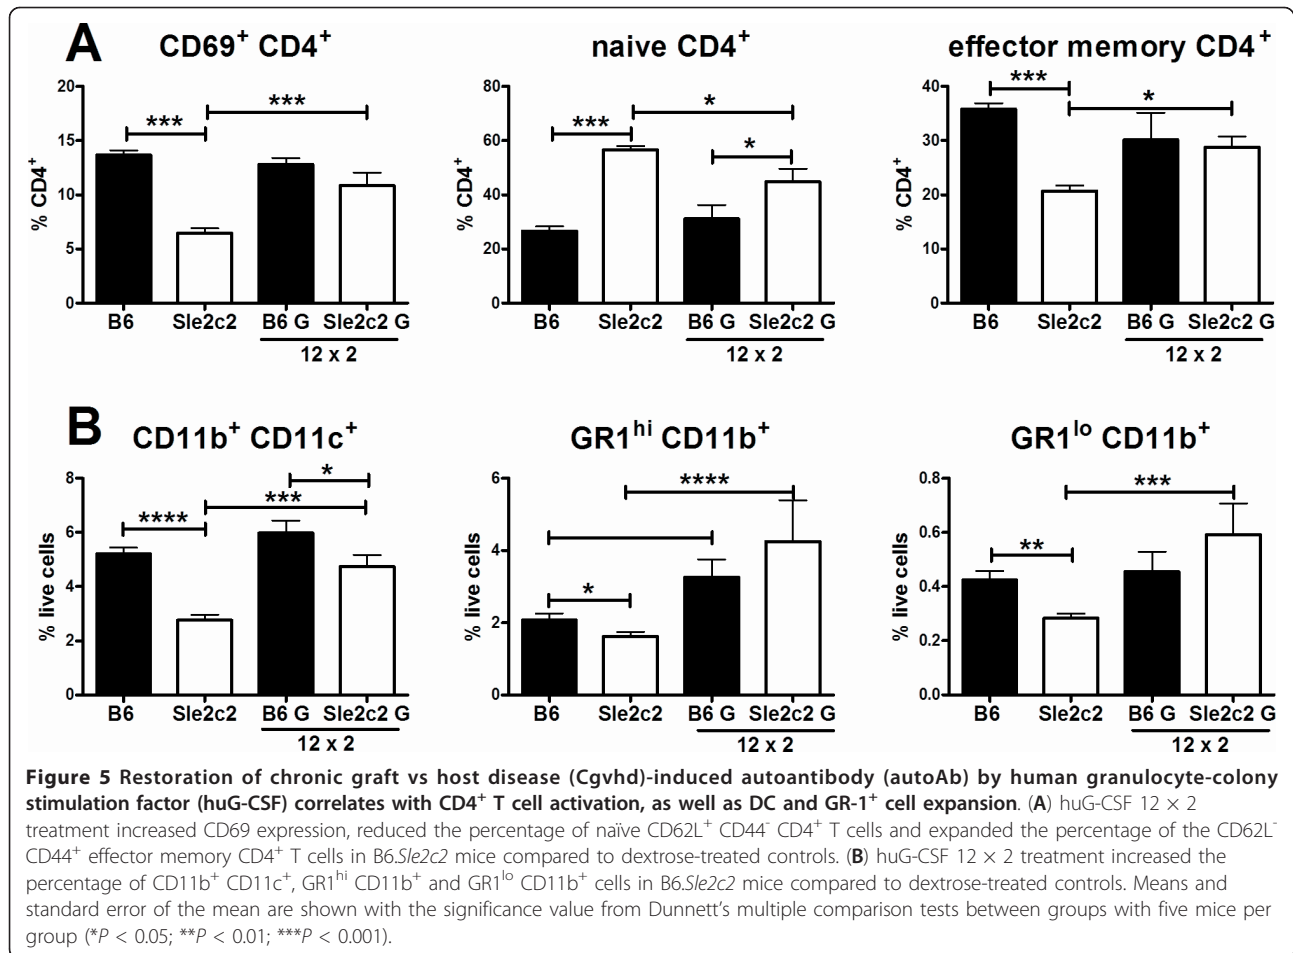 A
CD69⁺ CD4⁺
naive CD4⁺
effector memory CD4⁺
% CD4⁺
20
15
10
5
0
***
***
B6
Sle2c2
B6 G
Sle2c2 G
12 x 2
% CD4⁺
80
60
40
20
0
***
*
*
B6
Sle2c2
B6 G
Sle2c2 G
12 x 2
% CD4⁺
40
30
20
10
0
***
*
B6
Sle2c2
B6 G
Sle2c2 G
12 x 2
B
CD11b⁺ CD11c⁺
GR1ʰⁱ CD11b⁺
GR1ˡᵒ CD11b⁺
% live cells
8
6
4
2
0
****
***
*
B6
Sle2c2
B6 G
Sle2c2 G
12 x 2
% live cells
6
4
2
0
****
*
B6
Sle2c2
B6 G
Sle2c2 G
12 x 2
% live cells
0.8
0.6
0.4
0.2
0.0
**
***
B6
Sle2c2
B6 G
Sle2c2 G
12 x 2
Figure 5 Restoration of chronic graft vs host disease (Cgvhd)-induced autoantibody (autoAb) by human granulocyte-colony
stimulation factor (huG-CSF) correlates with CD4⁺ T cell activation, as well as DC and GR-1⁺ cell expansion. (A) huG-CSF 12 × 2
treatment increased CD69 expression, reduced the percentage of naïve CD62L⁺ CD44⁻ CD4⁺ T cells and expanded the percentage of the CD62L⁻
CD44⁺ effector memory CD4⁺ T cells in B6.Sle2c2 mice compared to dextrose-treated controls. (B) huG-CSF 12 × 2 treatment increased the
percentage of CD11b⁺ CD11c⁺, GR1ʰⁱ CD11b⁺ and GR1ˡᵒ CD11b⁺ cells in B6.Sle2c2 mice compared to dextrose-treated controls. Means and
standard error of the mean are shown with the significance value from Dunnett's multiple comparison tests between groups with five mice per
group (*P < 0.05; **P < 0.01; ***P < 0.001).